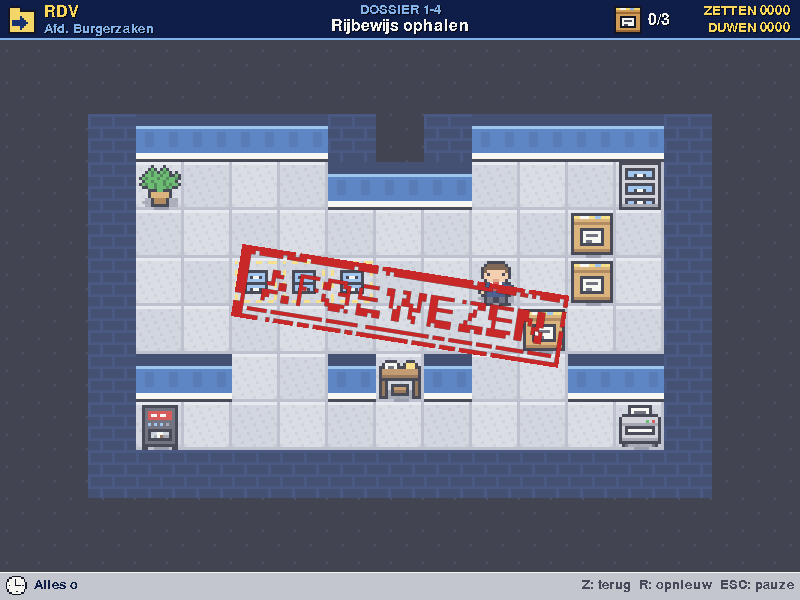 RDV
Afd. Burgerzaken
DOSSIER 1-4
Rijbewijs ophalen
0/3
ZETTEN 0000
DUWEN 0000
AFGEWEZEN
Alles o
Z: terug R: opnieuw ESC: pauze